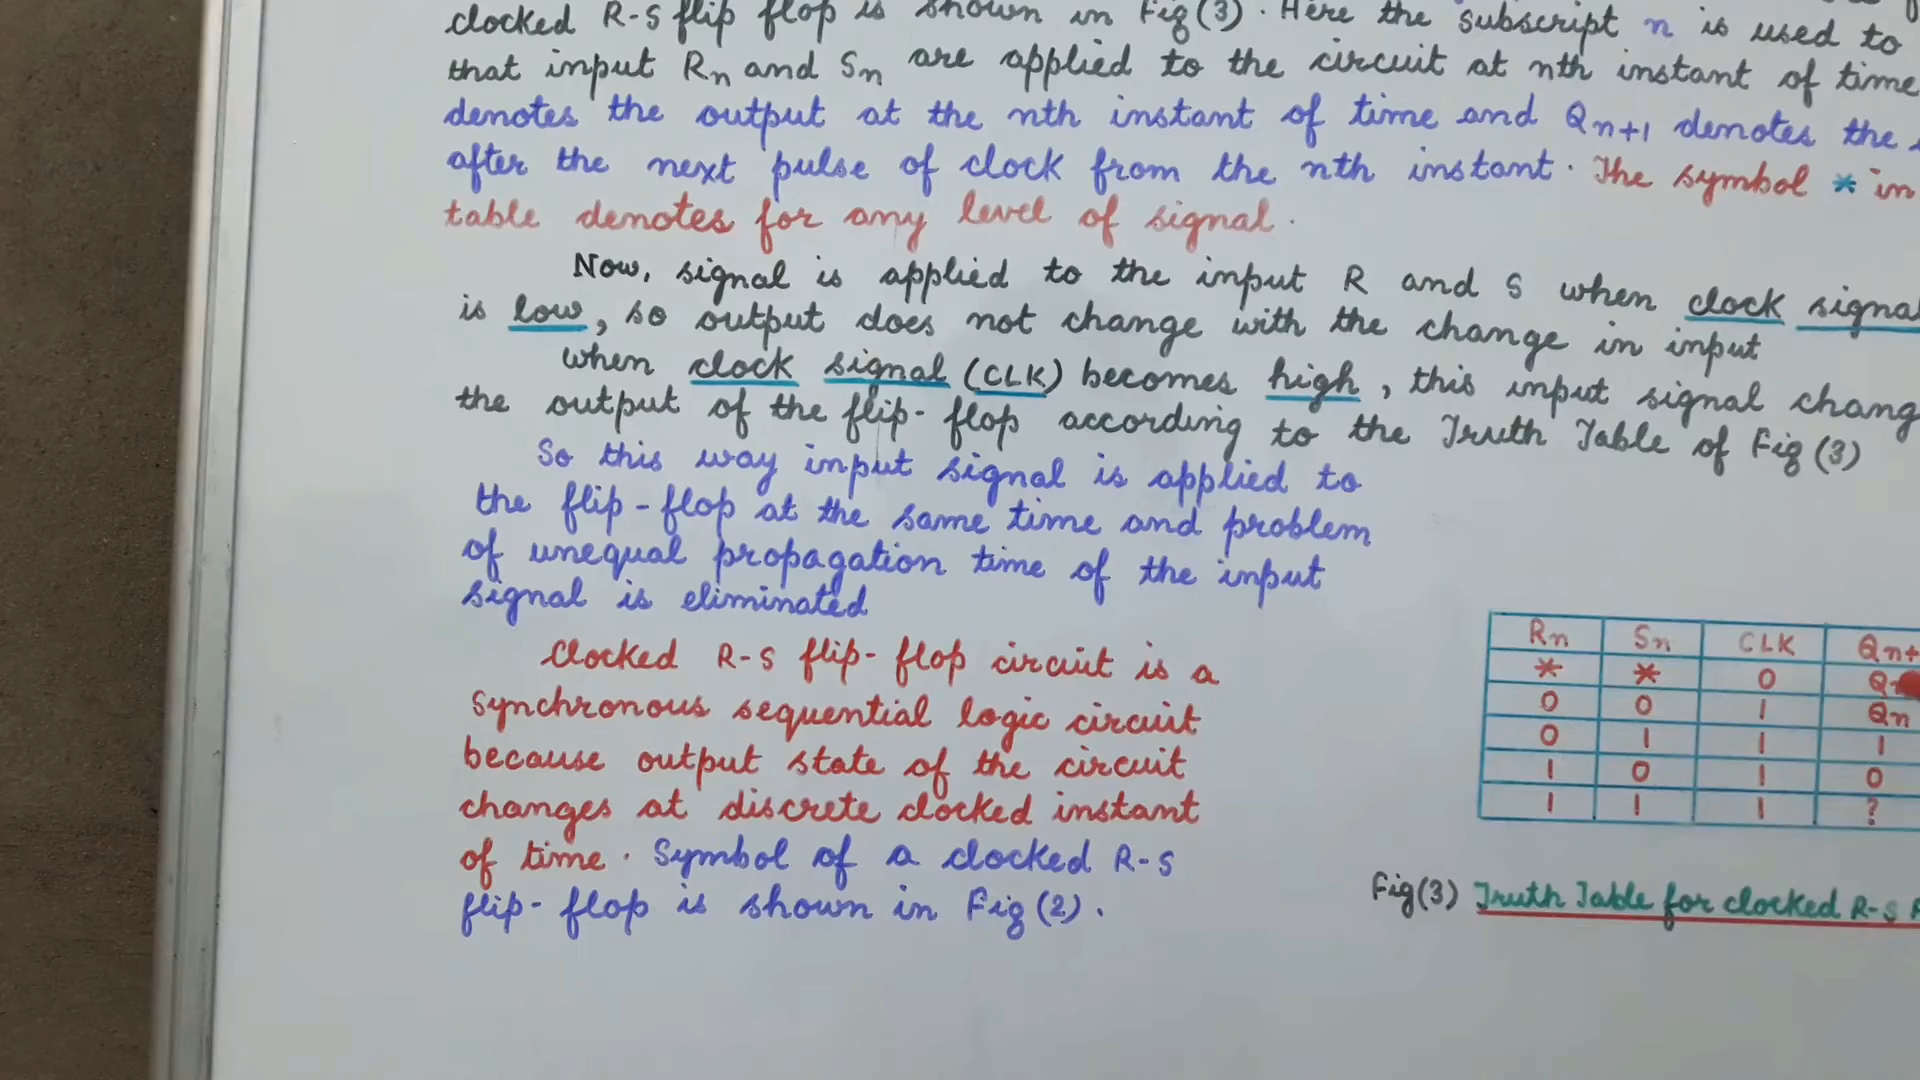 clocked R-S flip flop is shown in Fig (3). Here the subscript n is used to
that input Rn and Sn are applied to the circuit at nth instant of time
denotes the output at the nth instant of time and Qn+1 denotes the
after the next pulse of clock from the nth instant. The symbol * in
table denotes for any level of signal.
Now, signal is applied to the input R and S when clock signal
is low, so output does not change with the change in input
when clock signal (CLK) becomes high, this input signal chang
the output of the flip-flop according to the Truth Table of Fig (3)
So this way input signal is applied to
the flip-flop at the same time and problem
of unequal propagation time of the input
signal is eliminated
Clocked R-S flip-flop circuit is a
synchronous sequential logic circuit
because output state of the circuit
changes at discrete clocked instant
of time. Symbol of a clocked R-S
flip-flop is shown in Fig (2).
Rn Sn CLK Qn+
* * 0 Q
0 0 1 Qn
0 1 1 1
1 0 1 0
1 1 1 ?
Fig (3) Truth Table for clocked R-S